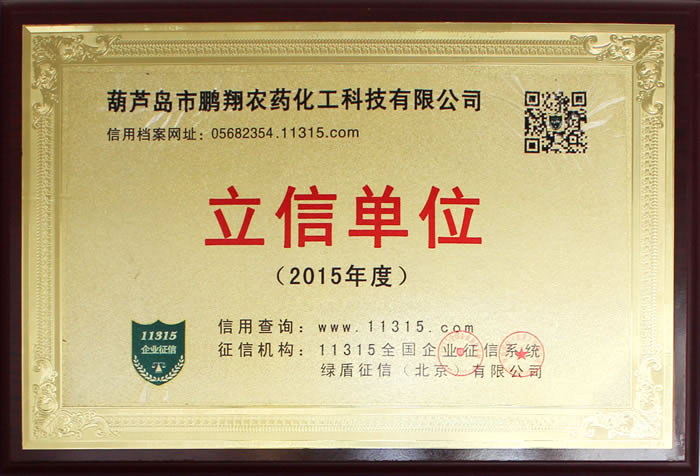 葫芦岛市鹏翔农药化工科技有限公司
信用档案网址：05682354.11315.com
立信单位
（2015年度）
11315
企业征信
信用查询：www.11315.com
征信机构：11315全国企业征信系统
绿盾征信（北京）有限公司